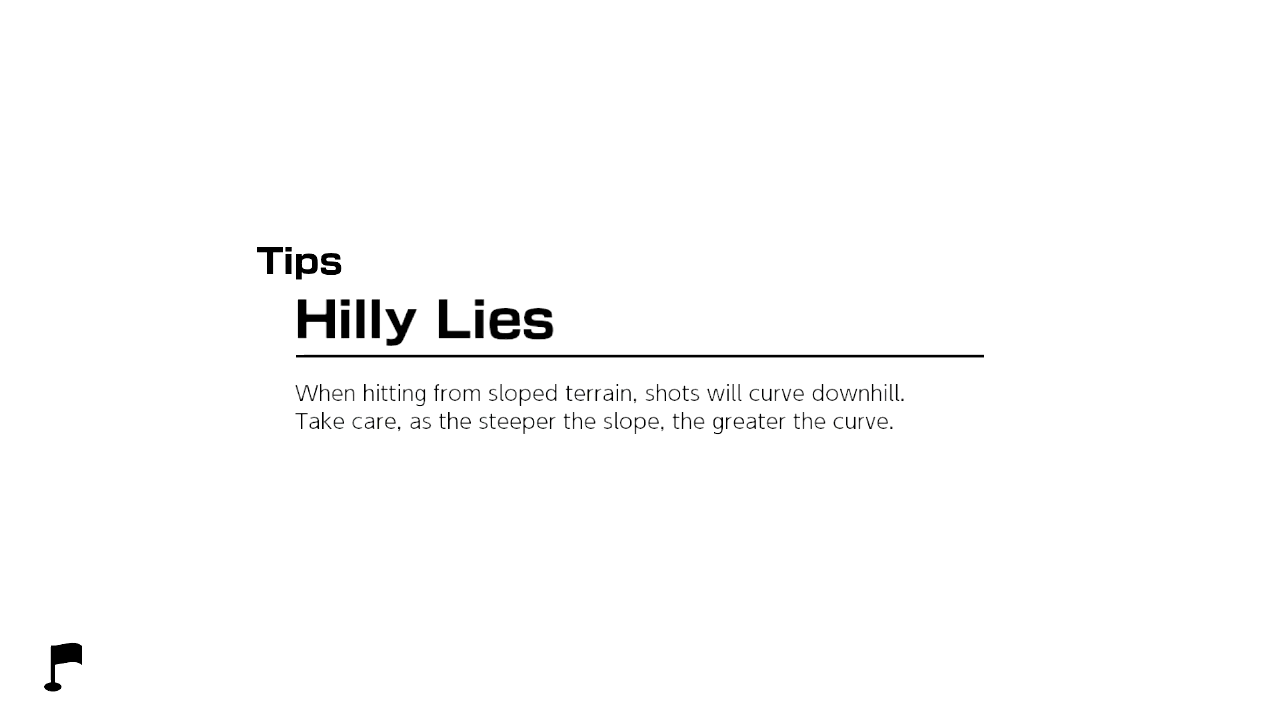 Tips
Hilly Lies
When hitting from sloped terrain, shots will curve downhill.
Take care, as the steeper the slope, the greater the curve.